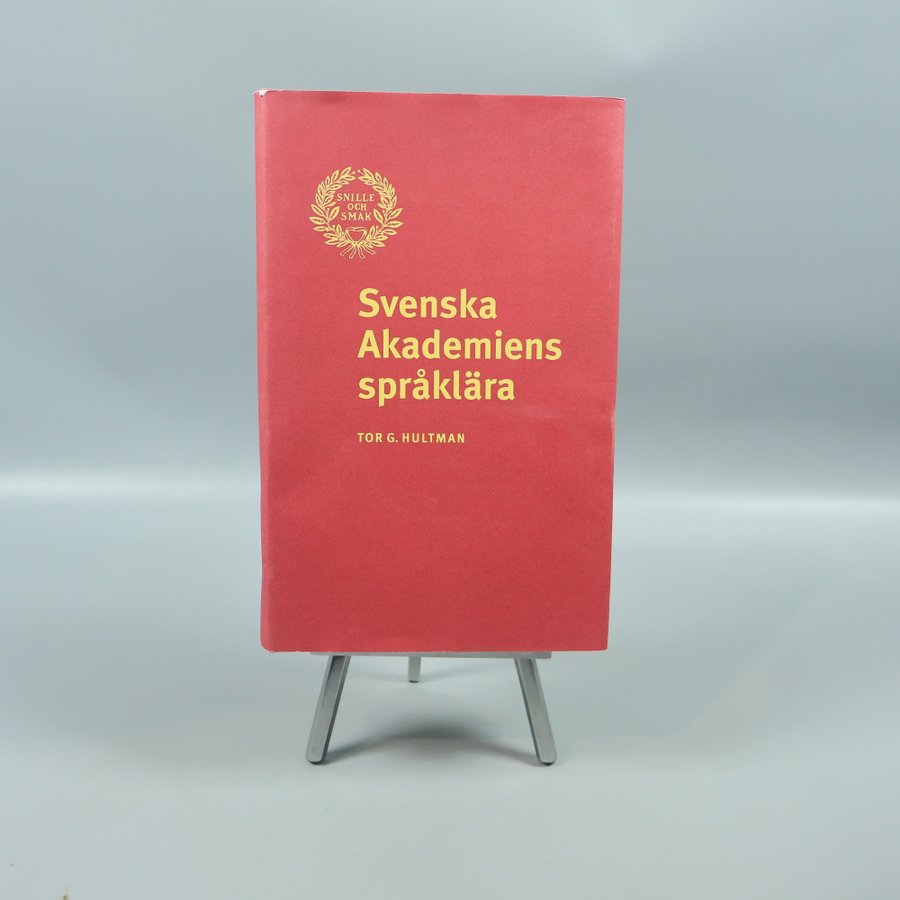 SNILLE
OCH
SMAK
Svenska
Akademiens
språklära
TOR G. HULTMAN